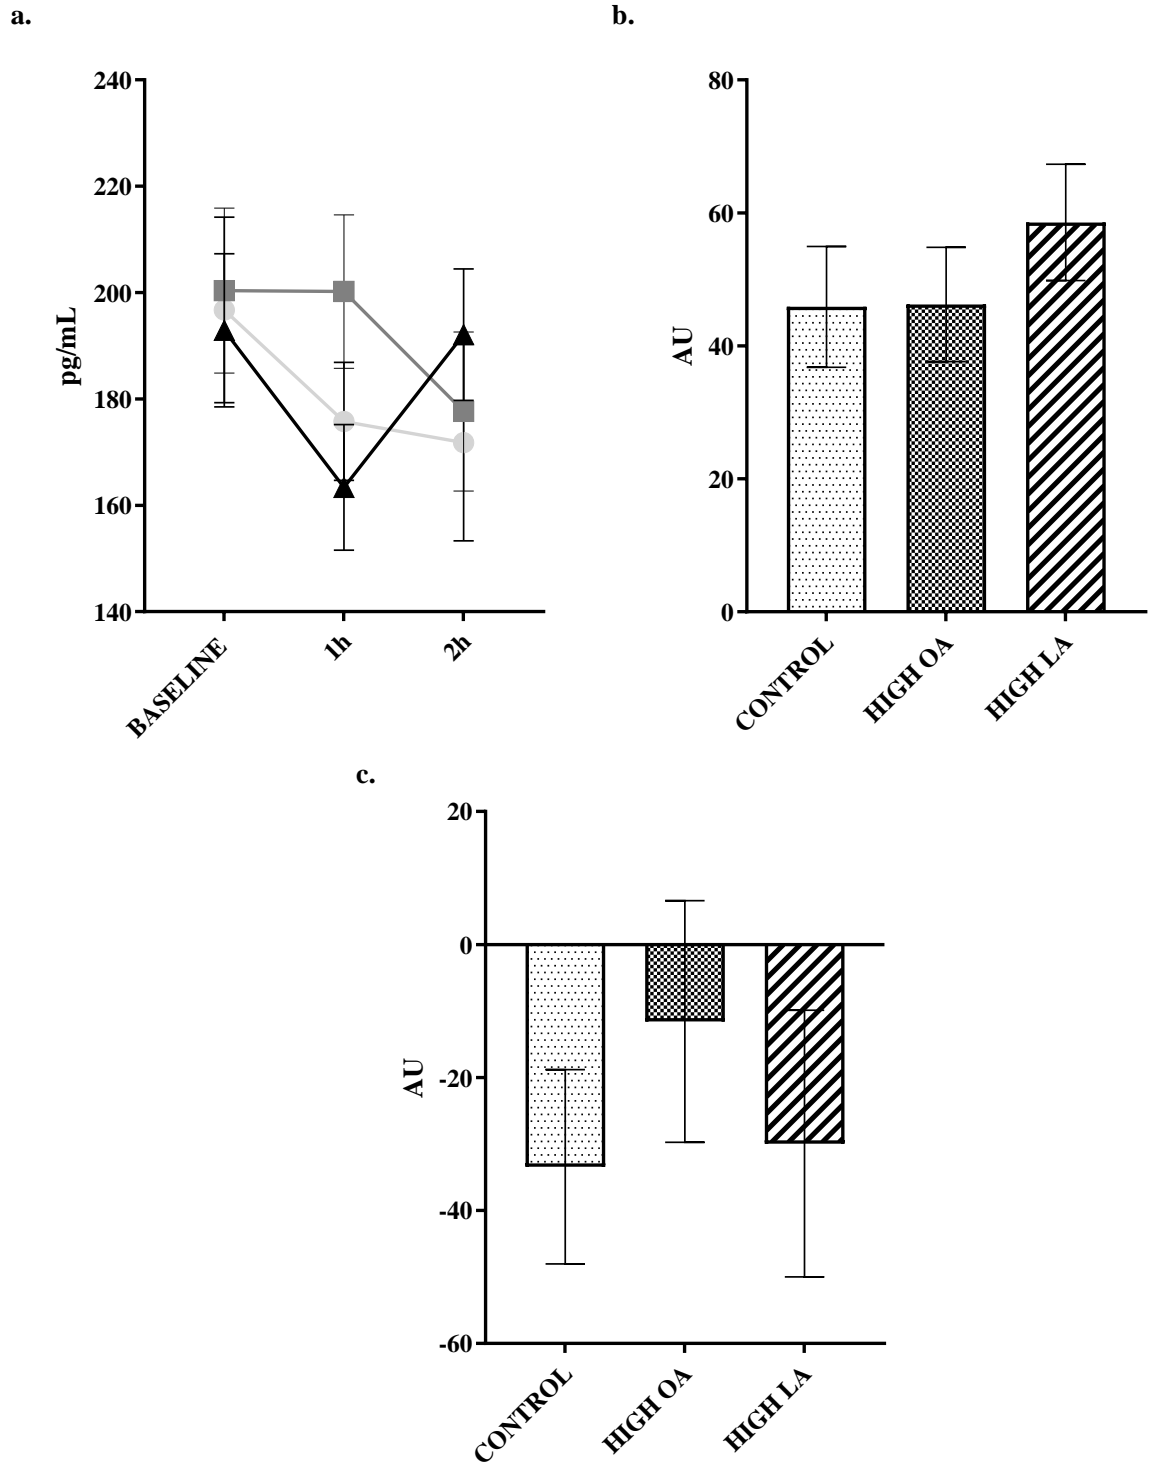 a.
240
220
200
180
160
140
pg/mL
BASELINE
1h
2h
b.
80
60
40
20
0
AU
CONTROL
HIGH OA
HIGH LA
c.
20
0
-20
-40
-60
AU
CONTROL
HIGH OA
HIGH LA